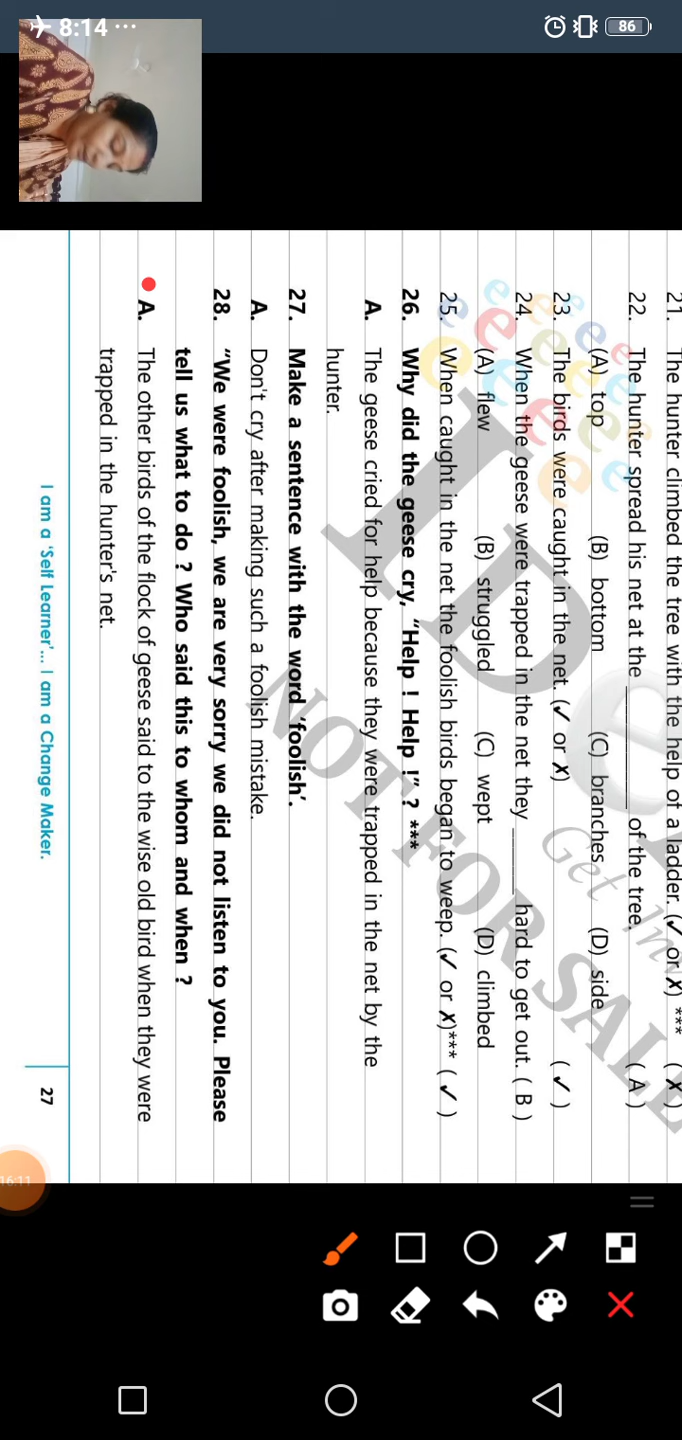 8:14 ...
86
21. The hunter climbed the tree with the help of a ladder. (✓ or ✗) *** ( ✗ )
22. The hunter spread his net at the __________ of the tree. ( A )
(A) top (B) bottom (C) branches (D) side
23. The birds were caught in the net. (✓ or ✗) ( ✓ )
24. When the geese were trapped in the net they ______ hard to get out. ( B )
(A) flew (B) struggled (C) wept (D) climbed
25. When caught in the net the foolish birds began to weep. (✓ or ✗)*** ( ✓ )
26. Why did the geese cry, "Help ! Help !" ? ***
A. The geese cried for help because they were trapped in the net by the
hunter.
27. Make a sentence with the word 'foolish'.
A. Don't cry after making such a foolish mistake.
28. "We were foolish, we are very sorry we did not listen to you. Please
tell us what to do ? Who said this to whom and when ?
A. The other birds of the flock of geese said to the wise old bird when they were
trapped in the hunter's net.
I am a 'Self Learner'... I am a Change Maker.
27
NOT FOR SALE
16:11